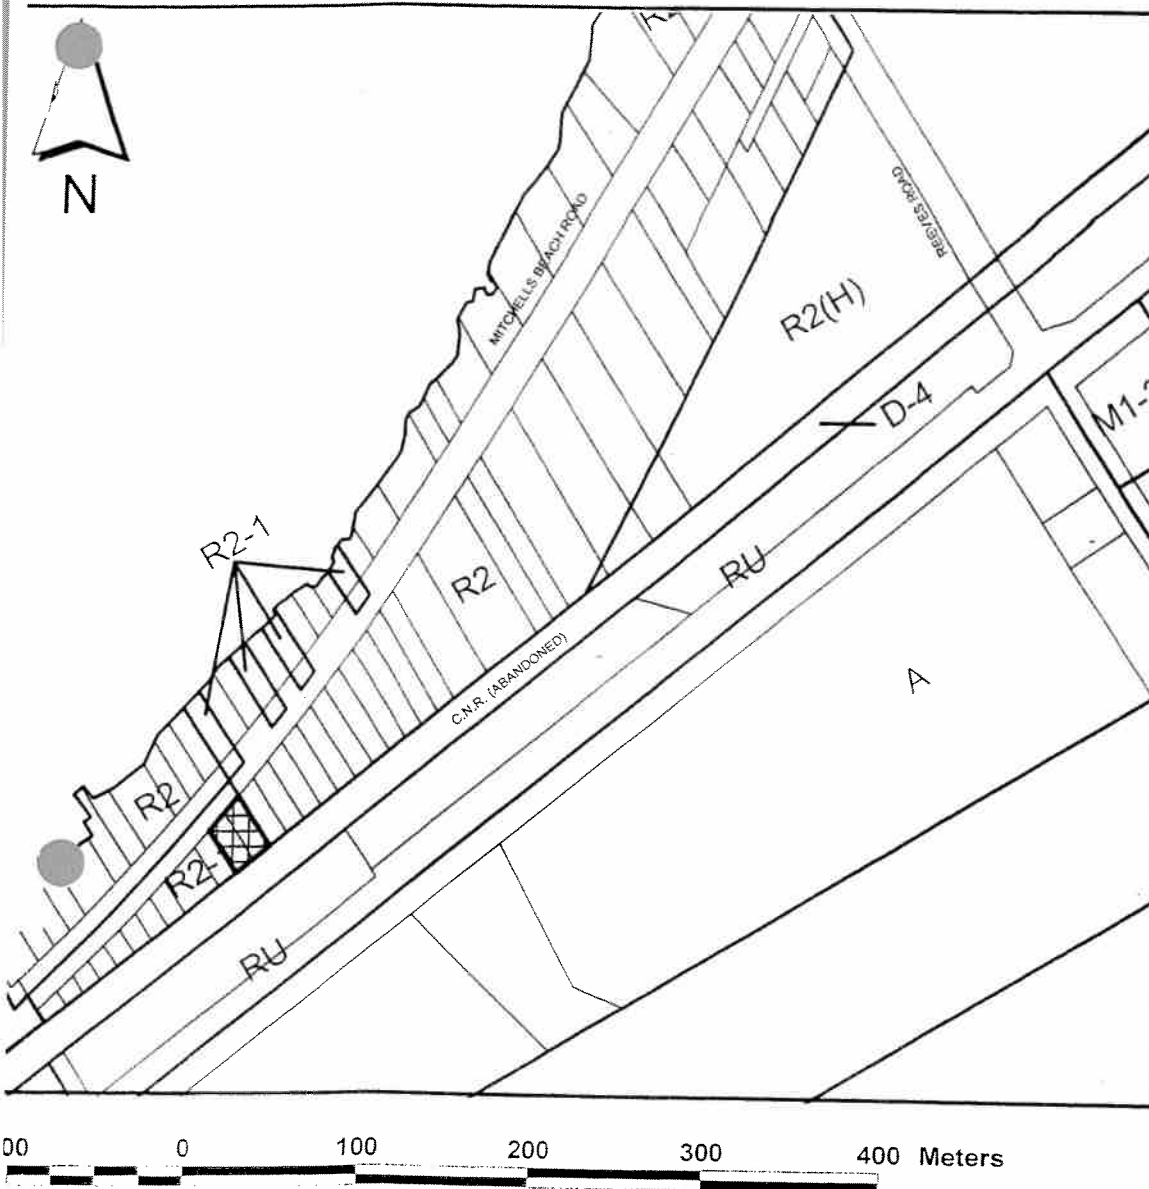 N
MITCHELLS BEACH ROAD
REEVES ROAD
R2(H)
D-4
R2-1
R2
RU
C.N.R. (ABANDONED)
A
R2
RU
0 100 200 300 400 Meters